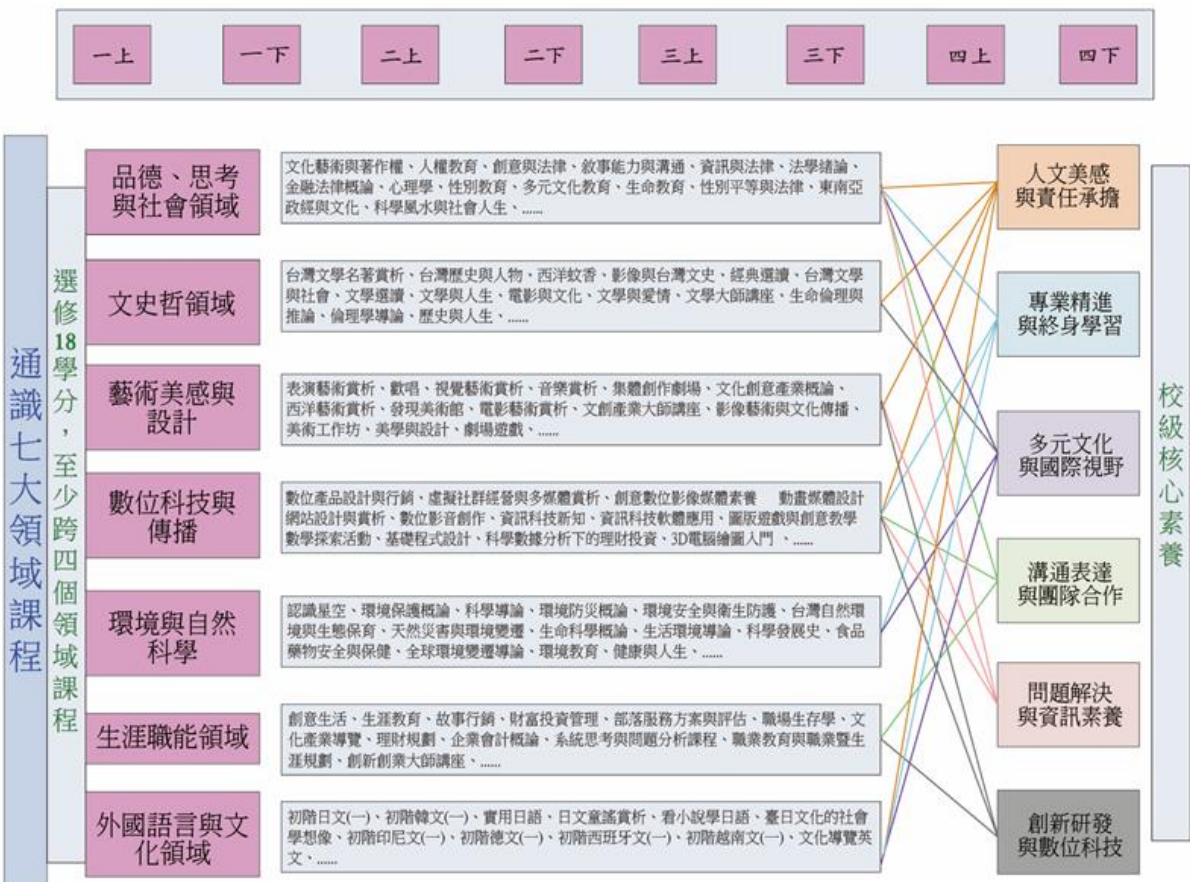 一上
一下
二上
二下
三上
三下
四上
四下
通識七大領域課程
選修18學分，至少跨四個領域課程
品德、思考
與社會領域
文化藝術與著作權、人權教育、創意與法律、敘事能力與溝通、資訊與法律、法學緒論、
金融法律概論、心理學、性別教育、多元文化教育、生命教育、性別平等與法律、東南亞
政經與文化、科學風水與社會人生、......
文史哲領域
台灣文學名著賞析、台灣歷史與人物、西洋蚊香、影像與台灣文史、經典選讀、台灣文學
與社會、文學選讀、文學與人生、電影與文化、文學與愛情、文學大師講座、生命倫理與
推論、倫理學導論、歷史與人生、......
藝術美感與
設計
表演藝術賞析、歡唱、視覺藝術賞析、音樂賞析、集體創作劇場、文化創意產業概論、
西洋藝術賞析、發現美術館、電影藝術賞析、文創產業大師講座、影像藝術與文化傳播、
美術工作坊、美學與設計、劇場遊戲、......
數位科技與
傳播
數位產品設計與行銷、虛擬社群經營與多媒體賞析、創意數位影像媒體素養 動畫媒體設計
網站設計與賞析、數位影音創作、資訊科技新知、資訊科技軟體應用、圖版遊戲與創意教學
數學探索活動、基礎程式設計、科學數據分析下的理財投資、3D電腦繪圖入門 、......
環境與自然
科學
認識星空、環境保護概論、科學導論、環境防災概論、環境安全與衛生防護、台灣自然環
境與生態保育、天然災害與環境變遷、生命科學概論、生活環境導論、科學發展史、食品
藥物安全與保健、全球環境變遷導論、環境教育、健康與人生、......
生涯職能領域
創意生活、生涯教育、故事行銷、財富投資管理、部落服務方案與評估、職場生存學、文
化產業導覽、理財規劃、企業會計概論、系統思考與問題分析課程、職業教育與職業暨生
涯規劃、創新創業大師講座、......
外國語言與文
化領域
初階日文(一)、初階韓文(一)、實用日語、日文童謠賞析、看小說學日語、臺日文化的社會
學想像、初階印尼文(一)、初階德文(一)、初階西班牙文(一)、初階越南文(一)、文化導覽英
文、......
人文美感
與責任承擔
專業精進
與終身學習
多元文化
與國際視野
溝通表達
與團隊合作
問題解決
與資訊素養
創新研發
與數位科技
校級核心素養